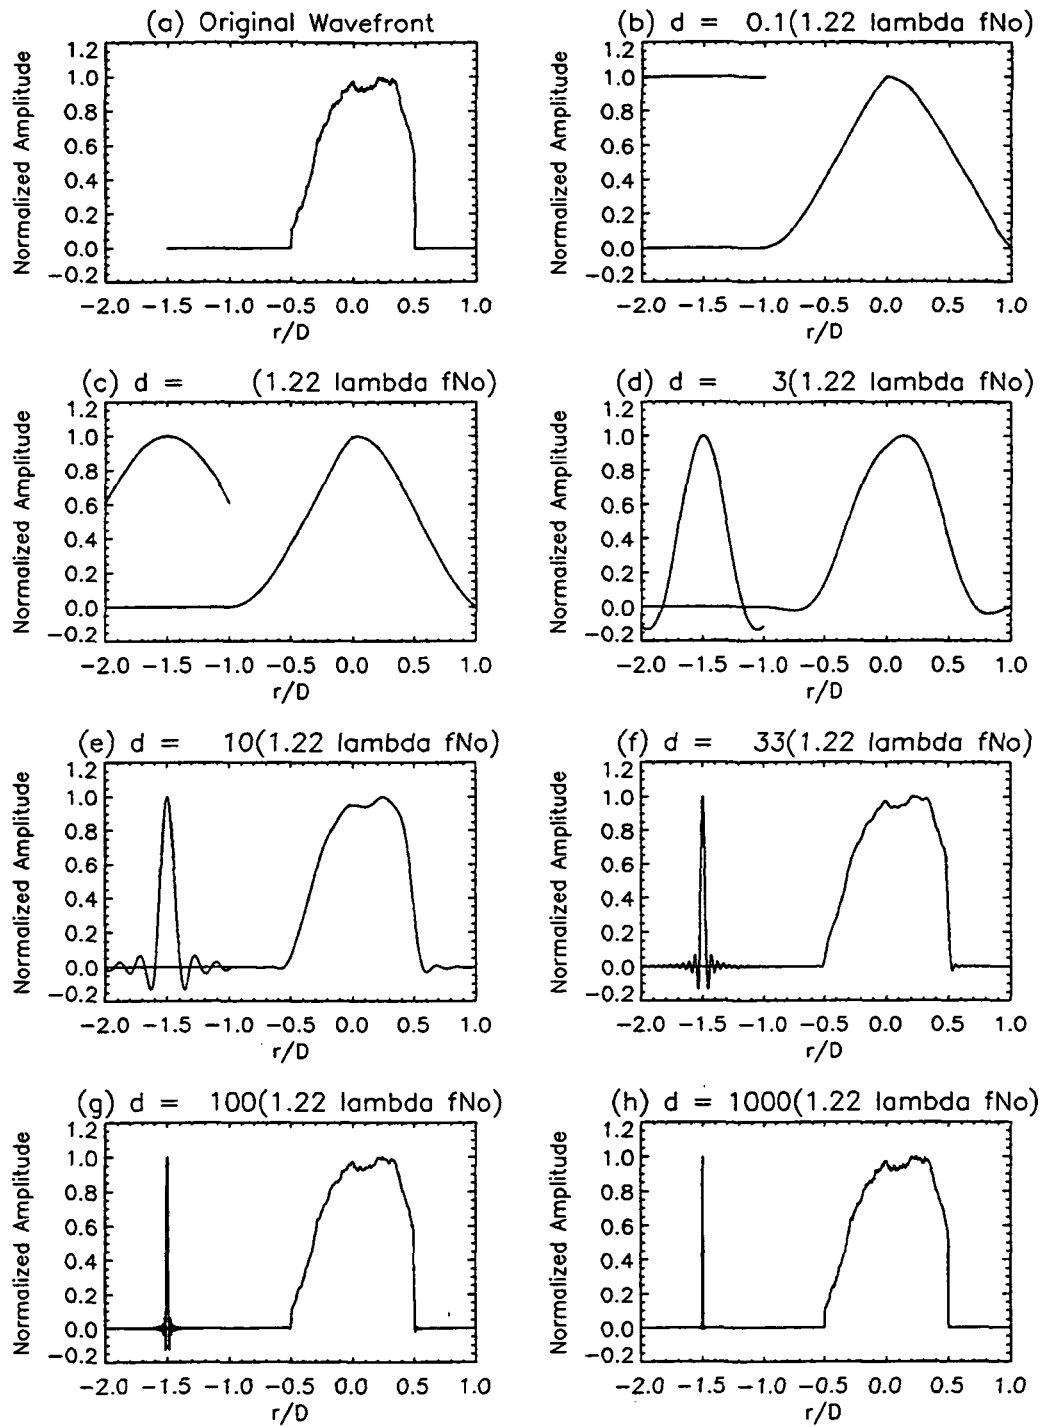 (a) Original Wavefront
(b) d = 0.1(1.22 lambda fNo)
1.2
1.0
0.8
0.6
0.4
0.2
0.0
−0.2
Normalized Amplitude
−2.0 −1.5 −1.0 −0.5 0.0 0.5 1.0
r/D
1.2
1.0
0.8
0.6
0.4
0.2
0.0
−0.2
Normalized Amplitude
−2.0 −1.5 −1.0 −0.5 0.0 0.5 1.0
r/D
(c) d = (1.22 lambda fNo)
(d) d = 3(1.22 lambda fNo)
1.2
1.0
0.8
0.6
0.4
0.2
0.0
−0.2
Normalized Amplitude
−2.0 −1.5 −1.0 −0.5 0.0 0.5 1.0
r/D
1.2
1.0
0.8
0.6
0.4
0.2
0.0
−0.2
Normalized Amplitude
−2.0 −1.5 −1.0 −0.5 0.0 0.5 1.0
r/D
(e) d = 10(1.22 lambda fNo)
(f) d = 33(1.22 lambda fNo)
1.2
1.0
0.8
0.6
0.4
0.2
0.0
−0.2
Normalized Amplitude
−2.0 −1.5 −1.0 −0.5 0.0 0.5 1.0
r/D
1.2
1.0
0.8
0.6
0.4
0.2
0.0
−0.2
Normalized Amplitude
−2.0 −1.5 −1.0 −0.5 0.0 0.5 1.0
r/D
(g) d = 100(1.22 lambda fNo)
(h) d = 1000(1.22 lambda fNo)
1.2
1.0
0.8
0.6
0.4
0.2
0.0
−0.2
Normalized Amplitude
−2.0 −1.5 −1.0 −0.5 0.0 0.5 1.0
r/D
1.2
1.0
0.8
0.6
0.4
0.2
0.0
−0.2
Normalized Amplitude
−2.0 −1.5 −1.0 −0.5 0.0 0.5 1.0
r/D